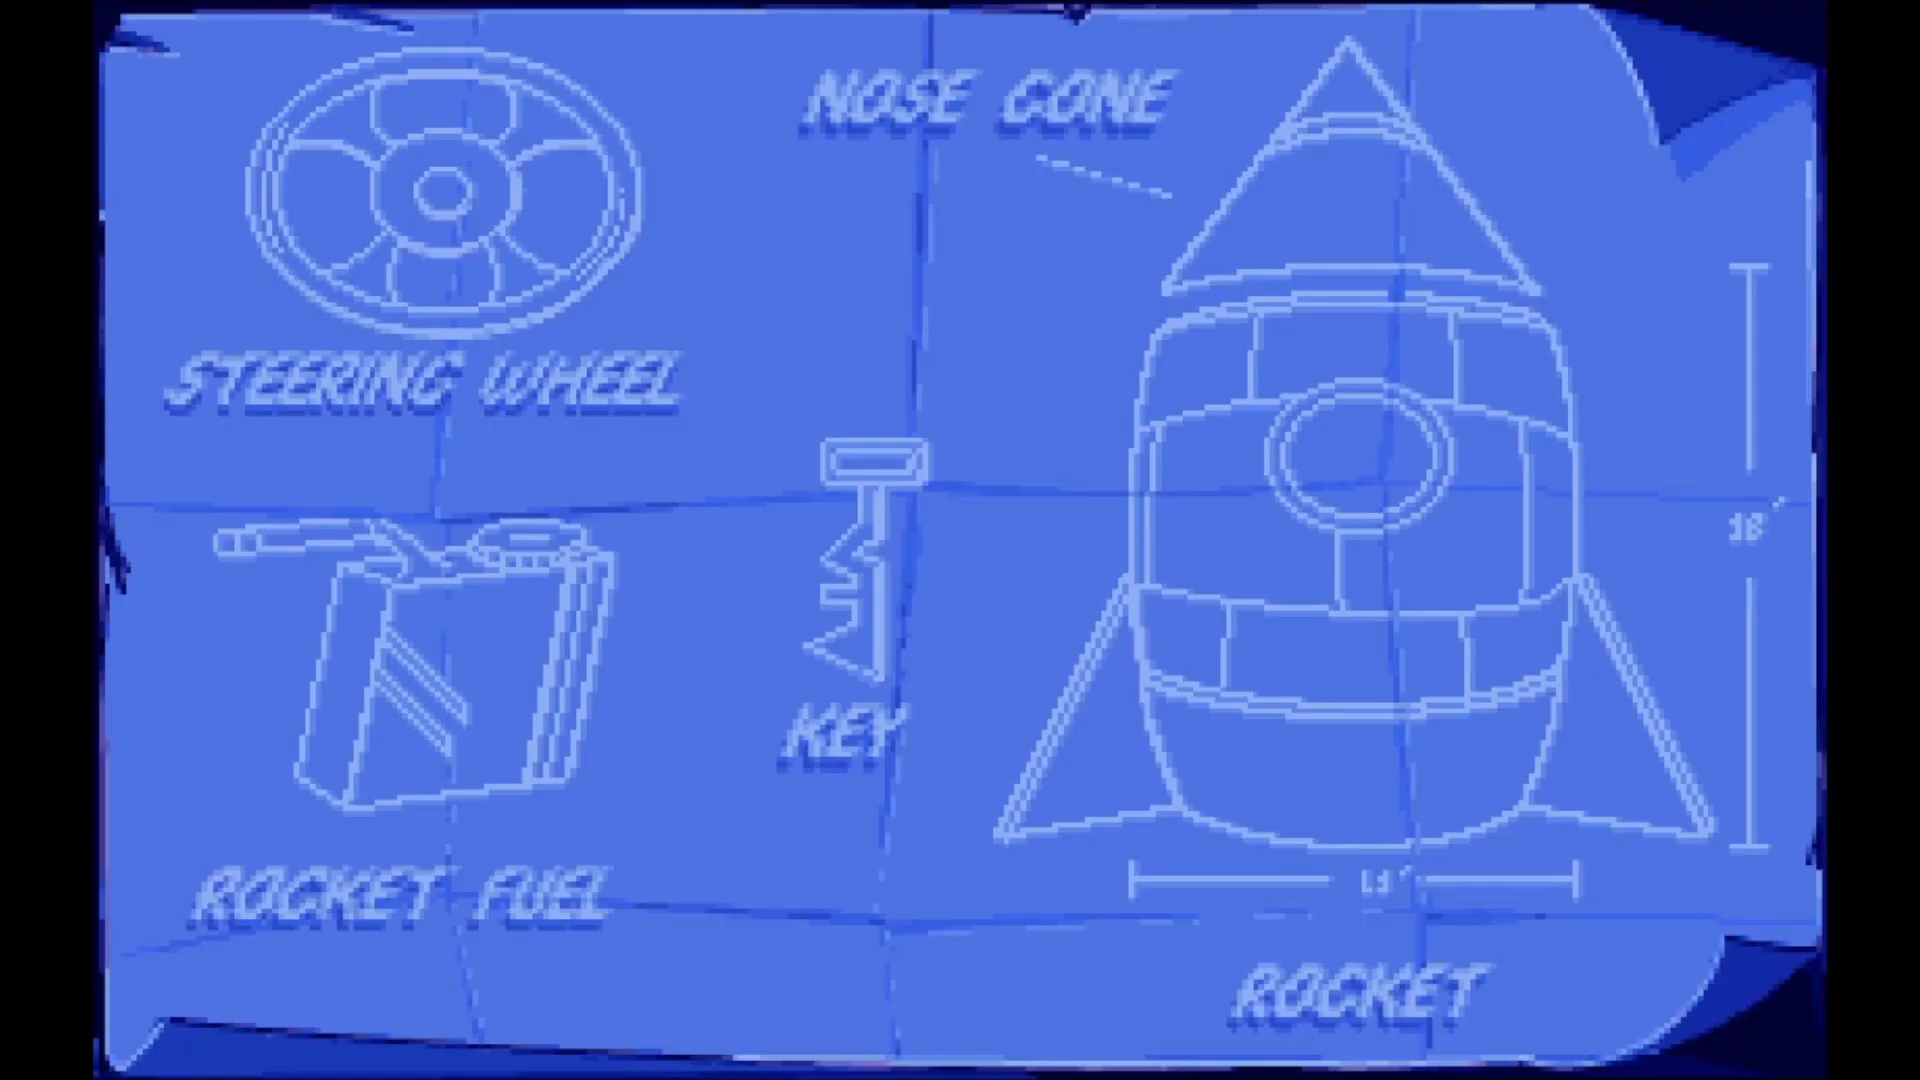 NOSE CONE
STEERING WHEEL
KEY
ROCKET FUEL
ROCKET